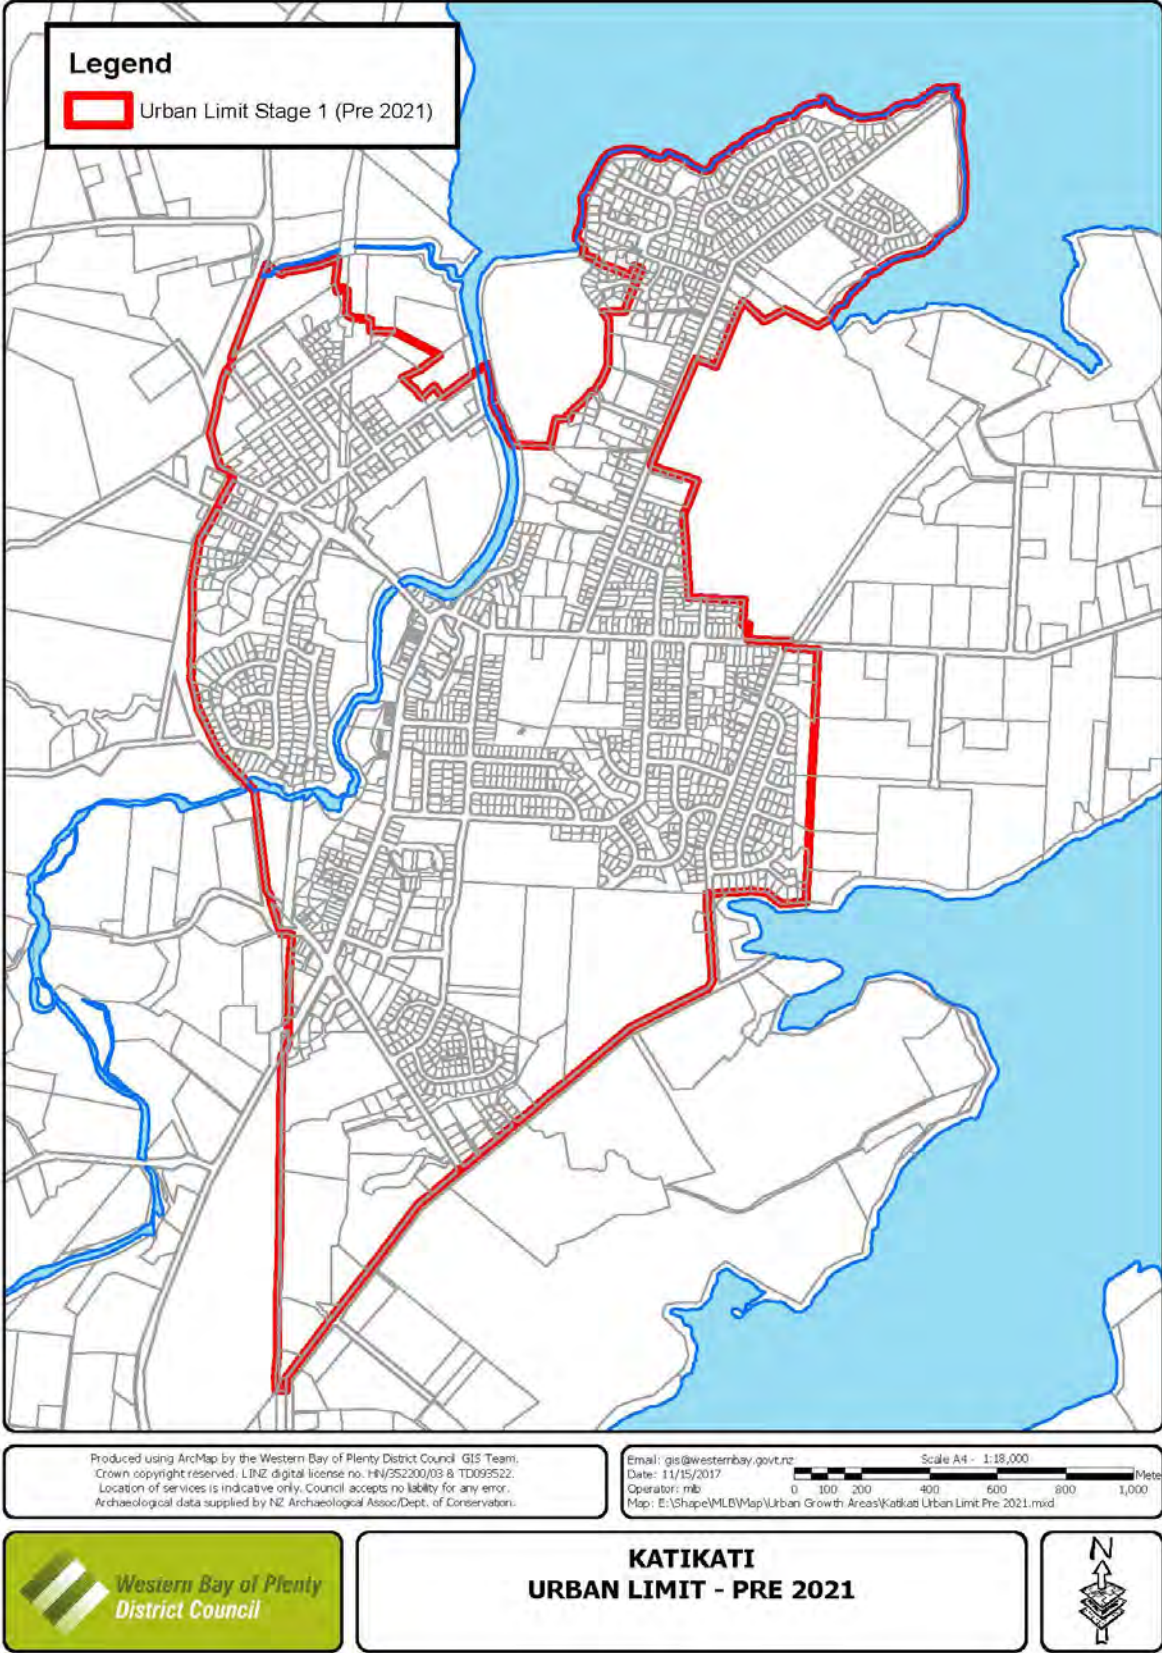 Legend
Urban Limit Stage 1 (Pre 2021)
Produced using ArcMap by the Western Bay of Plenty District Council GIS Team.
Crown copyright reserved. LINZ digital license no. HN/352200/03 & TD093522.
Location of services is indicative only. Council accepts no liability for any error.
Archaeological data supplied by NZ Archaeological Assoc/Dept. of Conservation.
Email: gis@westernbay.govt.nz
Date: 11/15/2017
Operator: mlb
Map: E:\Shape\MLB\Map\Urban Growth Areas\Katikati Urban Limit Pre 2021.mxd
Scale A4 - 1:18,000
Mete
0 100 200 400 600 800 1,000
Western Bay of Plenty
District Council
KATIKATI
URBAN LIMIT - PRE 2021
N